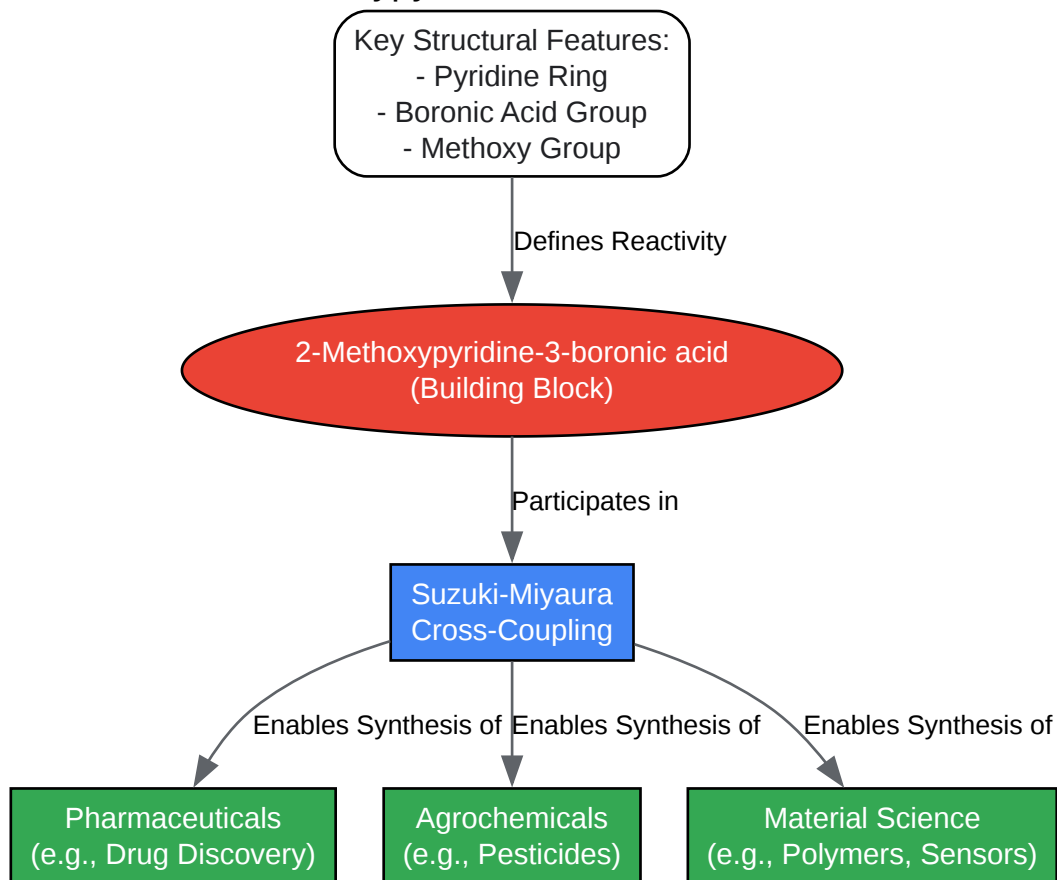 Key Structural Features:
- Pyridine Ring
- Boronic Acid Group
- Methoxy Group
Defines Reactivity
2-Methoxypyridine-3-boronic acid
(Building Block)
Participates in
Suzuki-Miyaura
Cross-Coupling
Enables Synthesis of
Enables Synthesis of
Enables Synthesis of
Pharmaceuticals
(e.g., Drug Discovery)
Agrochemicals
(e.g., Pesticides)
Material Science
(e.g., Polymers, Sensors)